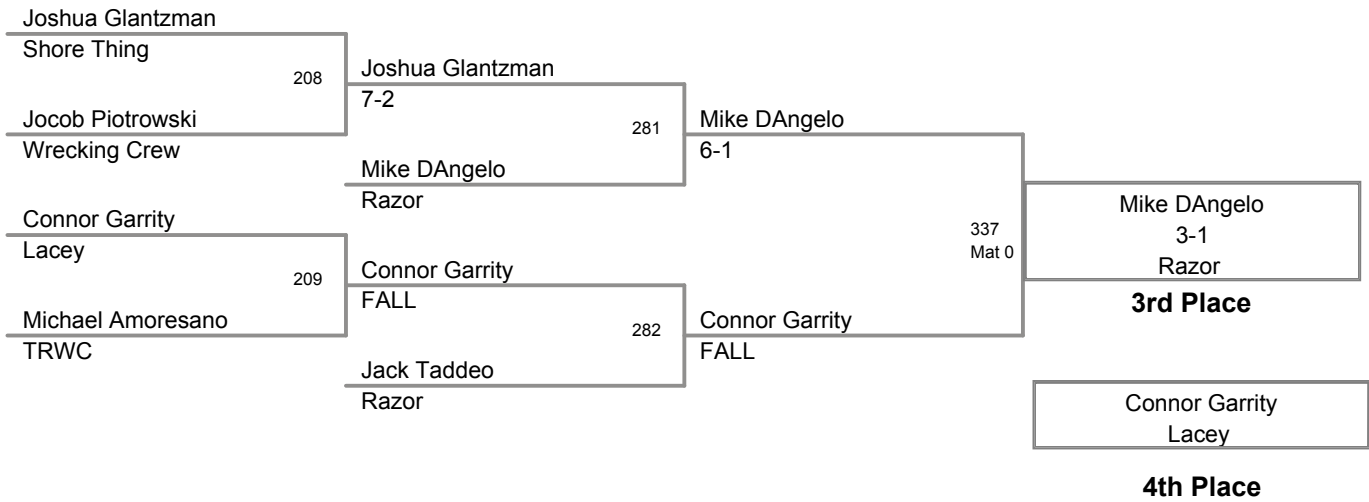 Joshua Glantzman
Shore Thing
208
Jocob Piotrowski
Wrecking Crew
Connor Garrity
Lacey
209
Michael Amoresano
TRWC
Joshua Glantzman
7-2
281
Mike DAngelo
Razor
Connor Garrity
FALL
282
Jack Taddeo
Razor
Mike DAngelo
6-1
337
Mat 0
Connor Garrity
FALL
Mike DAngelo
3-1
Razor
3rd Place
Connor Garrity
Lacey
4th Place